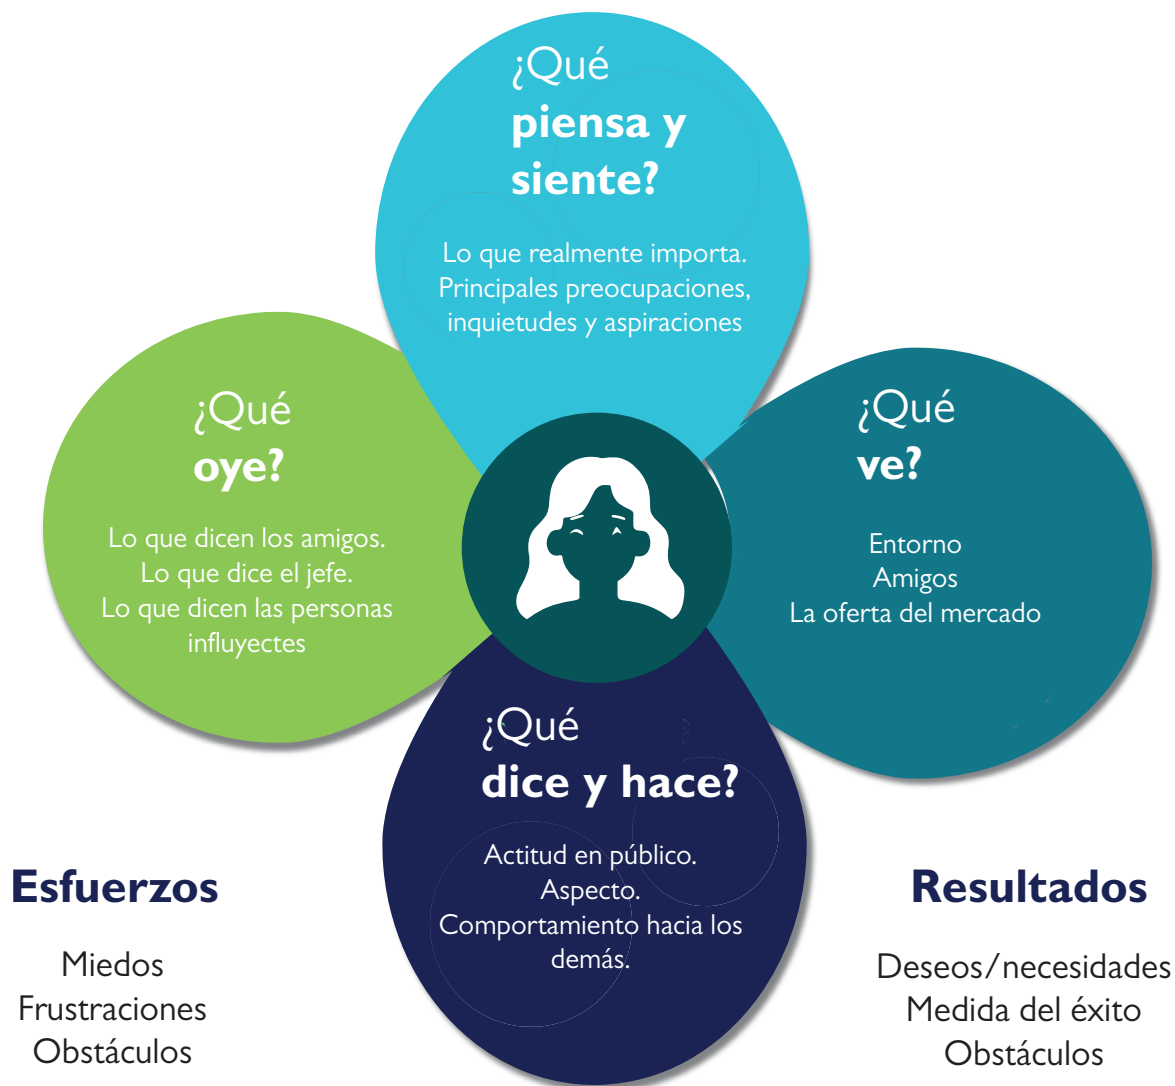 ¿Qué
piensa y
siente?
Lo que realmente importa.
Principales preocupaciones,
inquietudes y aspiraciones
¿Qué
oye?
Lo que dicen los amigos.
Lo que dice el jefe.
Lo que dicen las personas
influyectes
¿Qué
ve?
Entorno
Amigos
La oferta del mercado
¿Qué
dice y hace?
Actitud en público.
Aspecto.
Comportamiento hacia los
demás.
Esfuerzos
Miedos
Frustraciones
Obstáculos
Resultados
Deseos/necesidades
Medida del éxito
Obstáculos